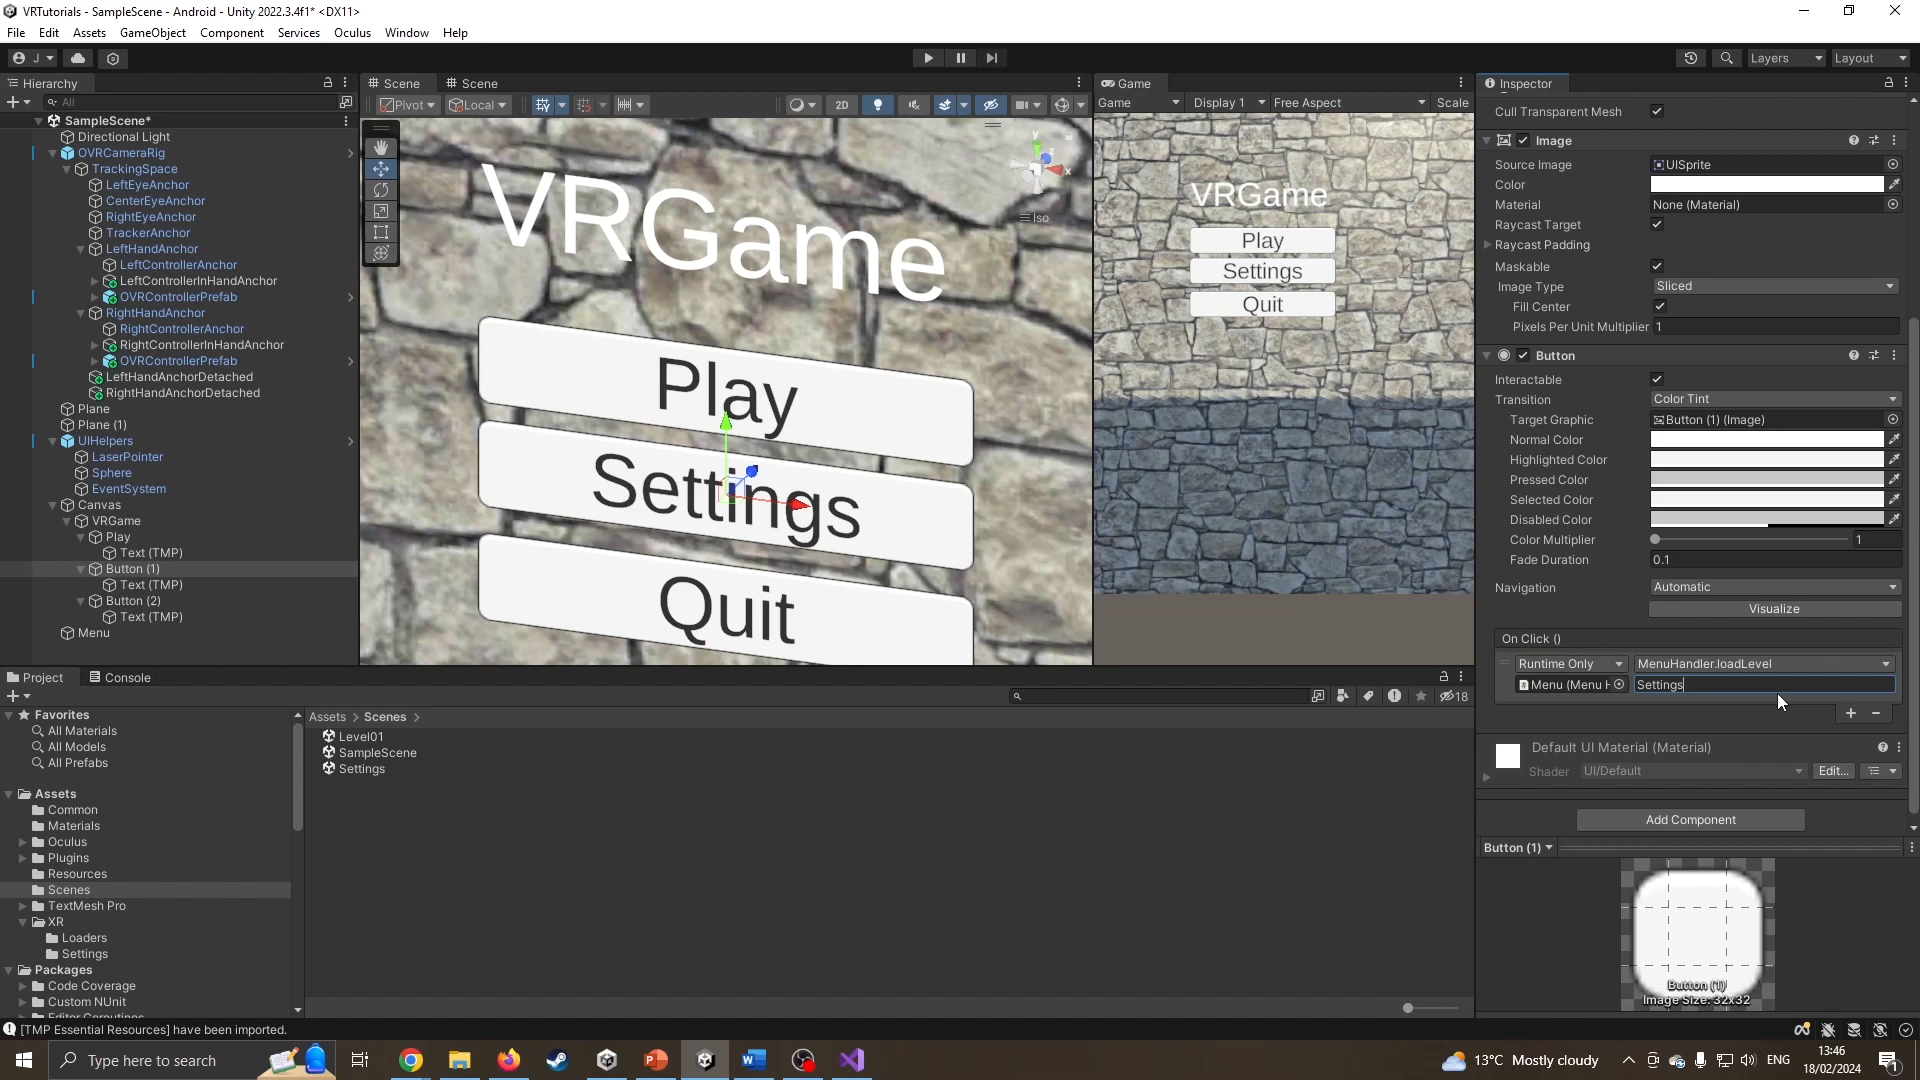 VRTutorials - SampleScene - Android - Unity 2022.3.4f1* <DX11>
File Edit Assets GameObject Component Services Oculus Window Help
J
Layers
Layout
Hierarchy
All
SampleScene*
Directional Light
OVRCameraRig
TrackingSpace
LeftEyeAnchor
CenterEyeAnchor
RightEyeAnchor
TrackerAnchor
LeftHandAnchor
LeftControllerAnchor
LeftControllerInHandAnchor
OVRControllerPrefab
RightHandAnchor
RightControllerAnchor
RightControllerInHandAnchor
OVRControllerPrefab
LeftHandAnchorDetached
RightHandAnchorDetached
Plane
Plane (1)
UIHelpers
LaserPointer
Sphere
EventSystem
Canvas
VRGame
Play
Text (TMP)
Button (1)
Text (TMP)
Button (2)
Text (TMP)
Menu
Scene Scene
Pivot Local 2D
y
z
x
Iso
VRGame
Play
Settings
Quit
Game
Game Display 1 Free Aspect Scale
VRGame
Play
Settings
Quit
Inspector
Cull Transparent Mesh
Image
Source Image UISprite
Color
Material None (Material)
Raycast Target
Raycast Padding
Maskable
Image Type Sliced
Fill Center
Pixels Per Unit Multiplier 1
Button
Interactable
Transition Color Tint
Target Graphic Button (1) (Image)
Normal Color
Highlighted Color
Pressed Color
Selected Color
Disabled Color
Color Multiplier 1
Fade Duration 0.1
Navigation Automatic
Visualize
On Click ()
Runtime Only MenuHandler.loadLevel
Menu (Menu H Settings
+ -
Default UI Material (Material)
Shader UI/Default Edit...
Add Component
Button (1)
Button (1)
Image Size: 32x32
Project Console
18
Favorites
All Materials
All Models
All Prefabs
Assets
Common
Materials
Oculus
Plugins
Resources
Scenes
TextMesh Pro
XR
Loaders
Settings
Packages
Code Coverage
Custom NUnit
Editor Coroutines
Assets > Scenes >
Level01
SampleScene
Settings
[TMP Essential Resources] have been imported.
Type here to search
13°C Mostly cloudy
ENG
13:46
18/02/2024
1